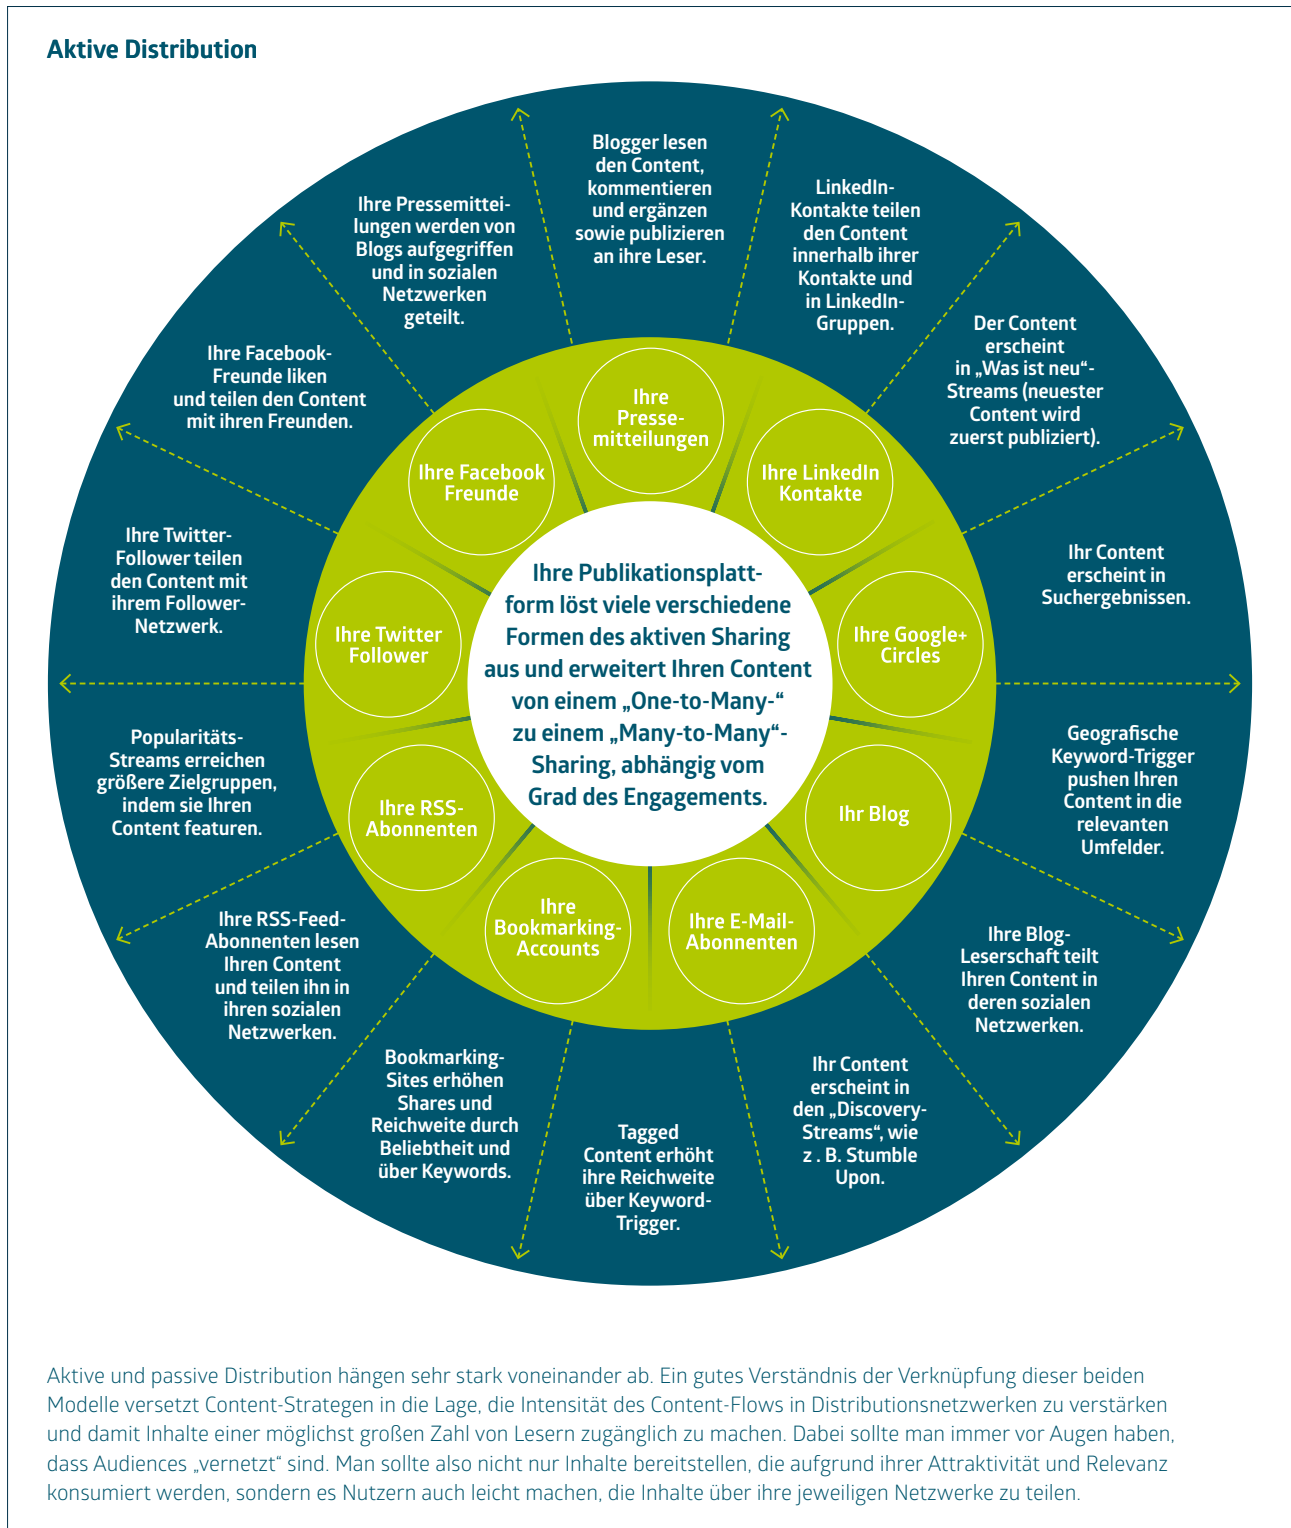 Aktive Distribution
Blogger lesen
den Content,
kommentieren
und ergänzen
sowie publizieren
an ihre Leser.
LinkedIn-
Kontakte teilen
den Content
innerhalb ihrer
Kontakte und
in LinkedIn-
Gruppen.
Der Content
erscheint
in „Was ist neu“-
Streams (neuester
Content wird
zuerst publiziert).
Ihr Content
erscheint in
Suchergebnissen.
Geografische
Keyword-Trigger
pushen Ihren
Content in die
relevanten
Umfelder.
Ihre Blog-
Leserschaft teilt
Ihren Content in
deren sozialen
Netzwerken.
Ihr Content
erscheint in
den „Discovery-
Streams“, wie
z . B. Stumble
Upon.
Tagged
Content erhöht
ihre Reichweite
über Keyword-
Trigger.
Bookmarking-
Sites erhöhen
Shares und
Reichweite durch
Beliebtheit und
über Keywords.
Ihre RSS-Feed-
Abonnenten lesen
Ihren Content
und teilen ihn in
ihren sozialen
Netzwerken.
Popularitäts-
Streams erreichen
größere Zielgruppen,
indem sie Ihren
Content featuren.
Ihre Twitter-
Follower teilen
den Content mit
ihrem Follower-
Netzwerk.
Ihre Facebook-
Freunde liken
und teilen den Content
mit ihren Freunden.
Ihre Pressemittei-
lungen werden von
Blogs aufgegriffen
und in sozialen
Netzwerken
geteilt.
Ihre
Presse-
mitteilungen
Ihre LinkedIn
Kontakte
Ihre Google+
Circles
Ihr Blog
Ihre E-Mail-
Abonnenten
Ihre
Bookmarking-
Accounts
Ihre RSS-
Abonnenten
Ihre Twitter
Follower
Ihre Facebook
Freunde
Ihre Publikationsplatt-
form löst viele verschiedene
Formen des aktiven Sharing
aus und erweitert Ihren Content
von einem „One-to-Many-“
zu einem „Many-to-Many“-
Sharing, abhängig vom
Grad des Engagements.
Aktive und passive Distribution hängen sehr stark voneinander ab. Ein gutes Verständnis der Verknüpfung dieser beiden
Modelle versetzt Content-Strategen in die Lage, die Intensität des Content-Flows in Distributionsnetzwerken zu verstärken
und damit Inhalte einer möglichst großen Zahl von Lesern zugänglich zu machen. Dabei sollte man immer vor Augen haben,
dass Audiences „vernetzt“ sind. Man sollte also nicht nur Inhalte bereitstellen, die aufgrund ihrer Attraktivität und Relevanz
konsumiert werden, sondern es Nutzern auch leicht machen, die Inhalte über ihre jeweiligen Netzwerke zu teilen.